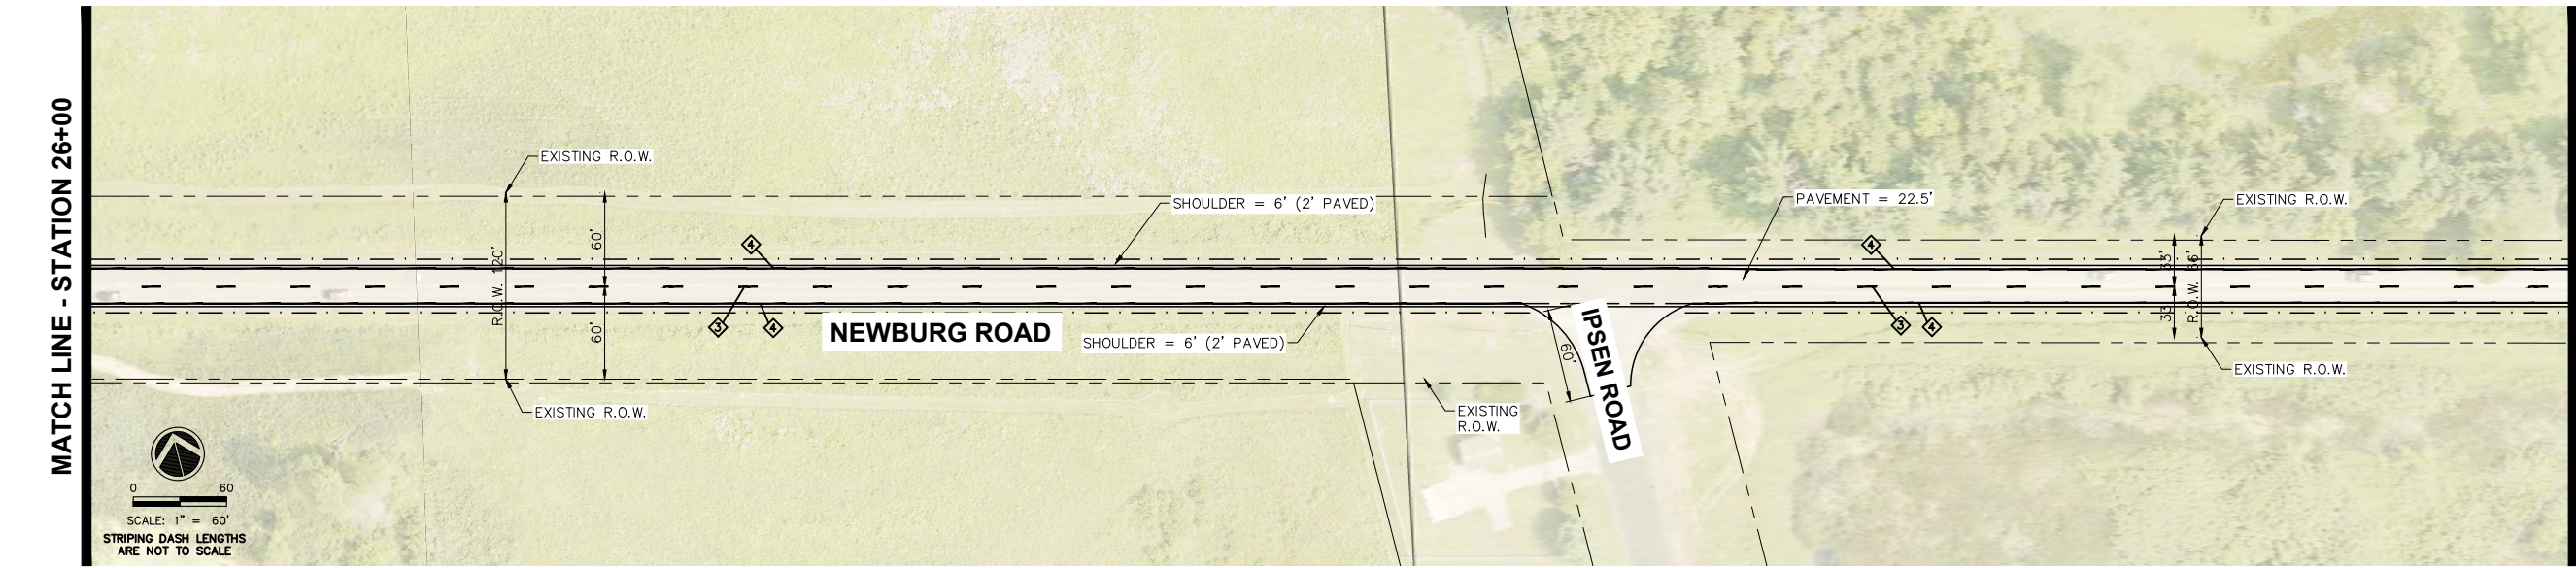 MATCH LINE - STATION 26+00
EXISTING R.O.W.
R.O.W. 120'
60'
60'
4
3
4
SHOULDER = 6' (2' PAVED)
NEWBURG ROAD
SHOULDER = 6' (2' PAVED)
EXISTING R.O.W.
EXISTING
R.O.W.
60'
IPSEN ROAD
PAVEMENT = 22.5'
4
3
4
EXISTING R.O.W.
33'
33'
R.O.W. 66'
EXISTING R.O.W.
0 60
SCALE: 1" = 60'
STRIPING DASH LENGTHS
ARE NOT TO SCALE